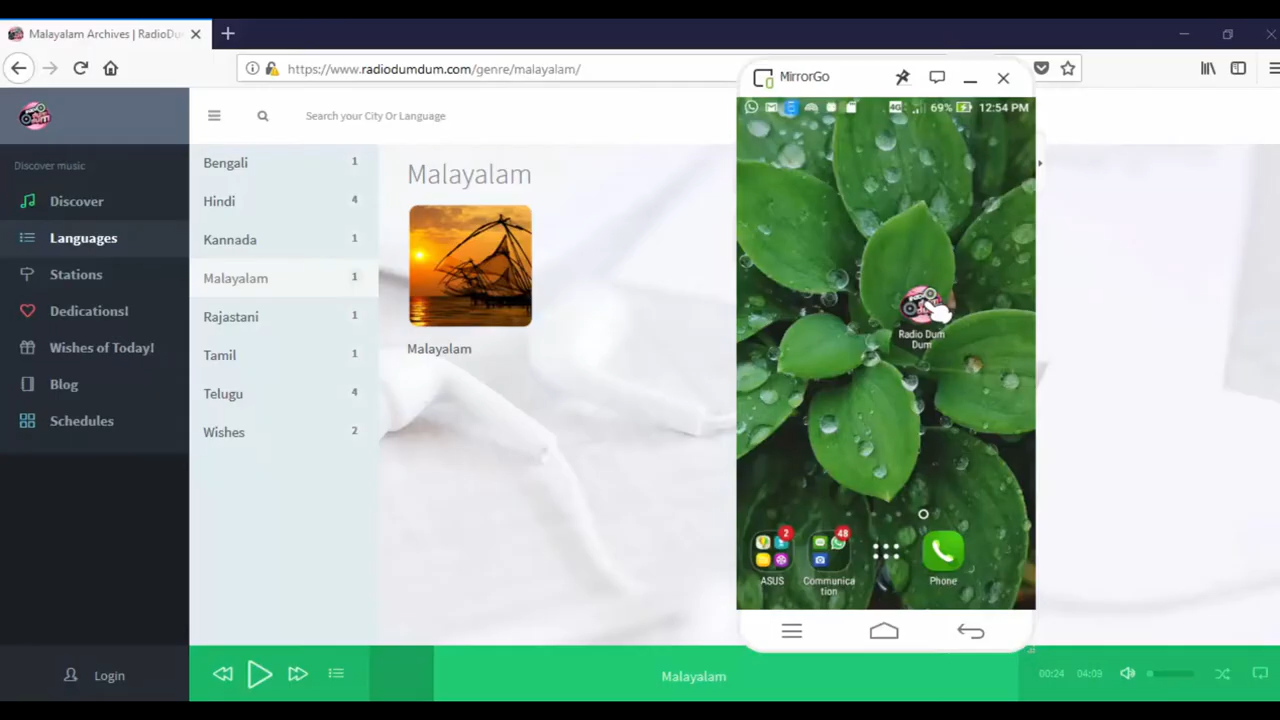 Malayalam Archives | RadioDu
https://www.radiodumdum.com/genre/malayalam/
MirrorGo
4G 69% 12:54 PM
Search your City Or Language
Discover music
Discover
Languages
Stations
Dedications!
Wishes of Today!
Blog
Schedules
Login
Bengali 1
Hindi 4
Kannada 1
Malayalam 1
Rajastani 1
Tamil 1
Telugu 4
Wishes 2
Malayalam
Malayalam
Radio Dum
Dum
2
48
ASUS
Communica
tion
Phone
Malayalam
00:24 04:09